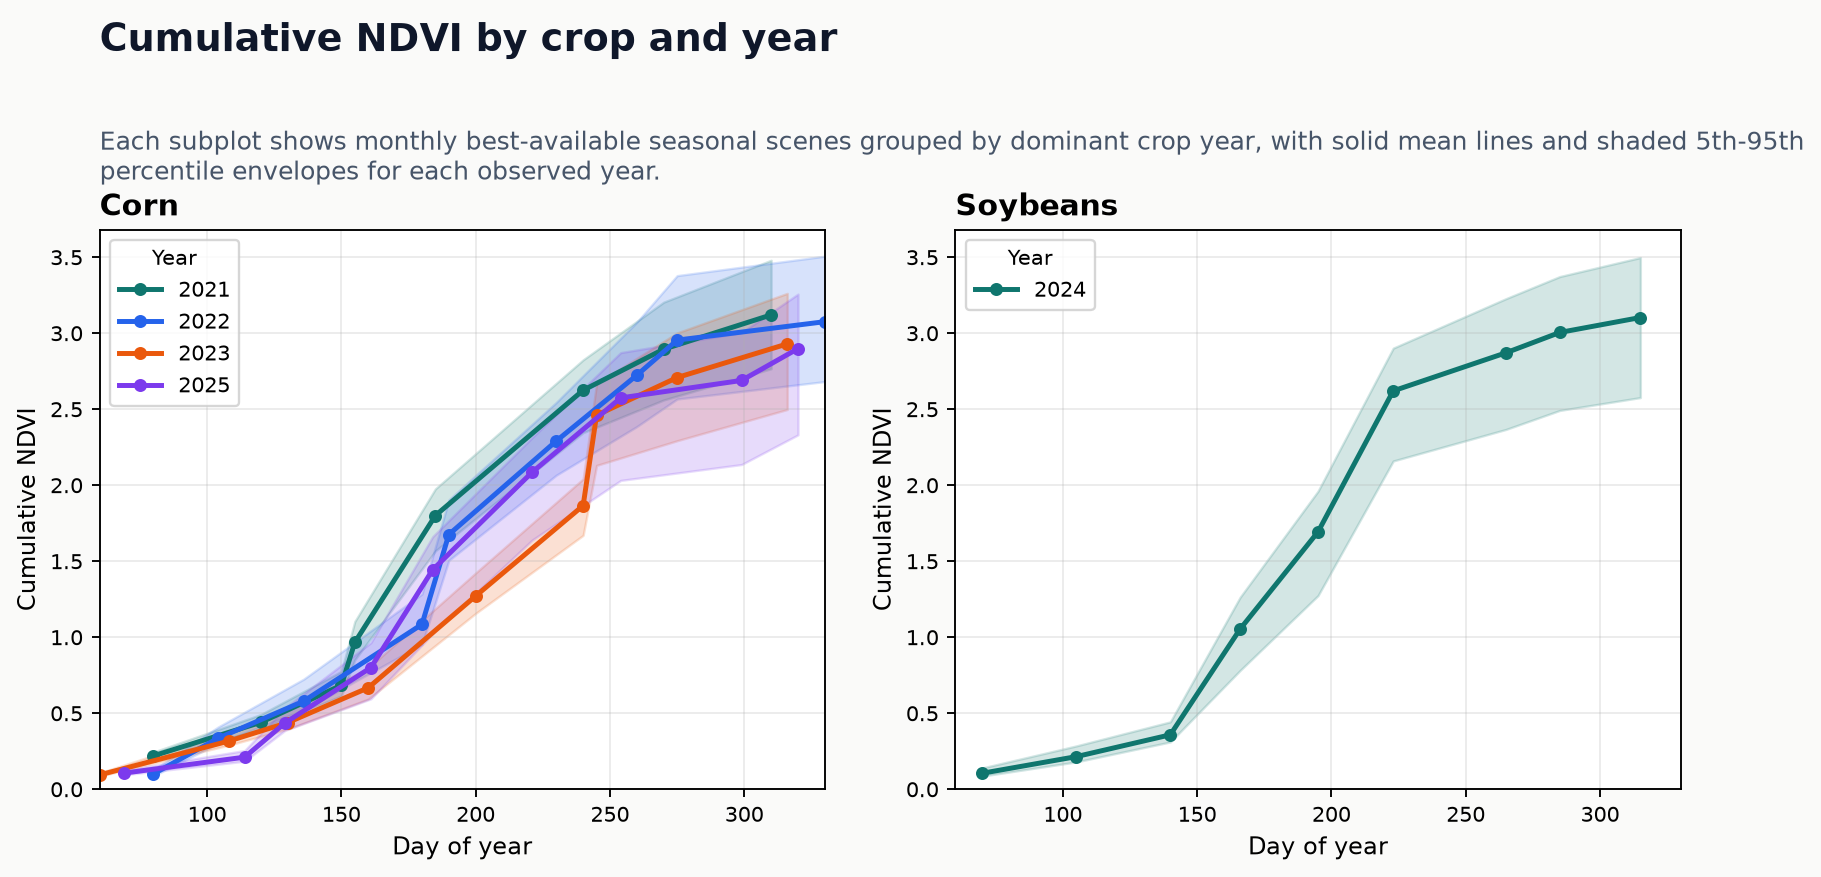 Cumulative NDVI by crop and year
Each subplot shows monthly best-available seasonal scenes grouped by dominant crop year, with solid mean lines and shaded 5th-95th
percentile envelopes for each observed year.
Corn
Year
2021
2022
2023
2025
3.5
3.0
2.5
2.0
1.5
1.0
0.5
0.0
Cumulative NDVI
100 150 200 250 300
Day of year
Soybeans
Year
2024
3.5
3.0
2.5
2.0
1.5
1.0
0.5
0.0
Cumulative NDVI
100 150 200 250 300
Day of year